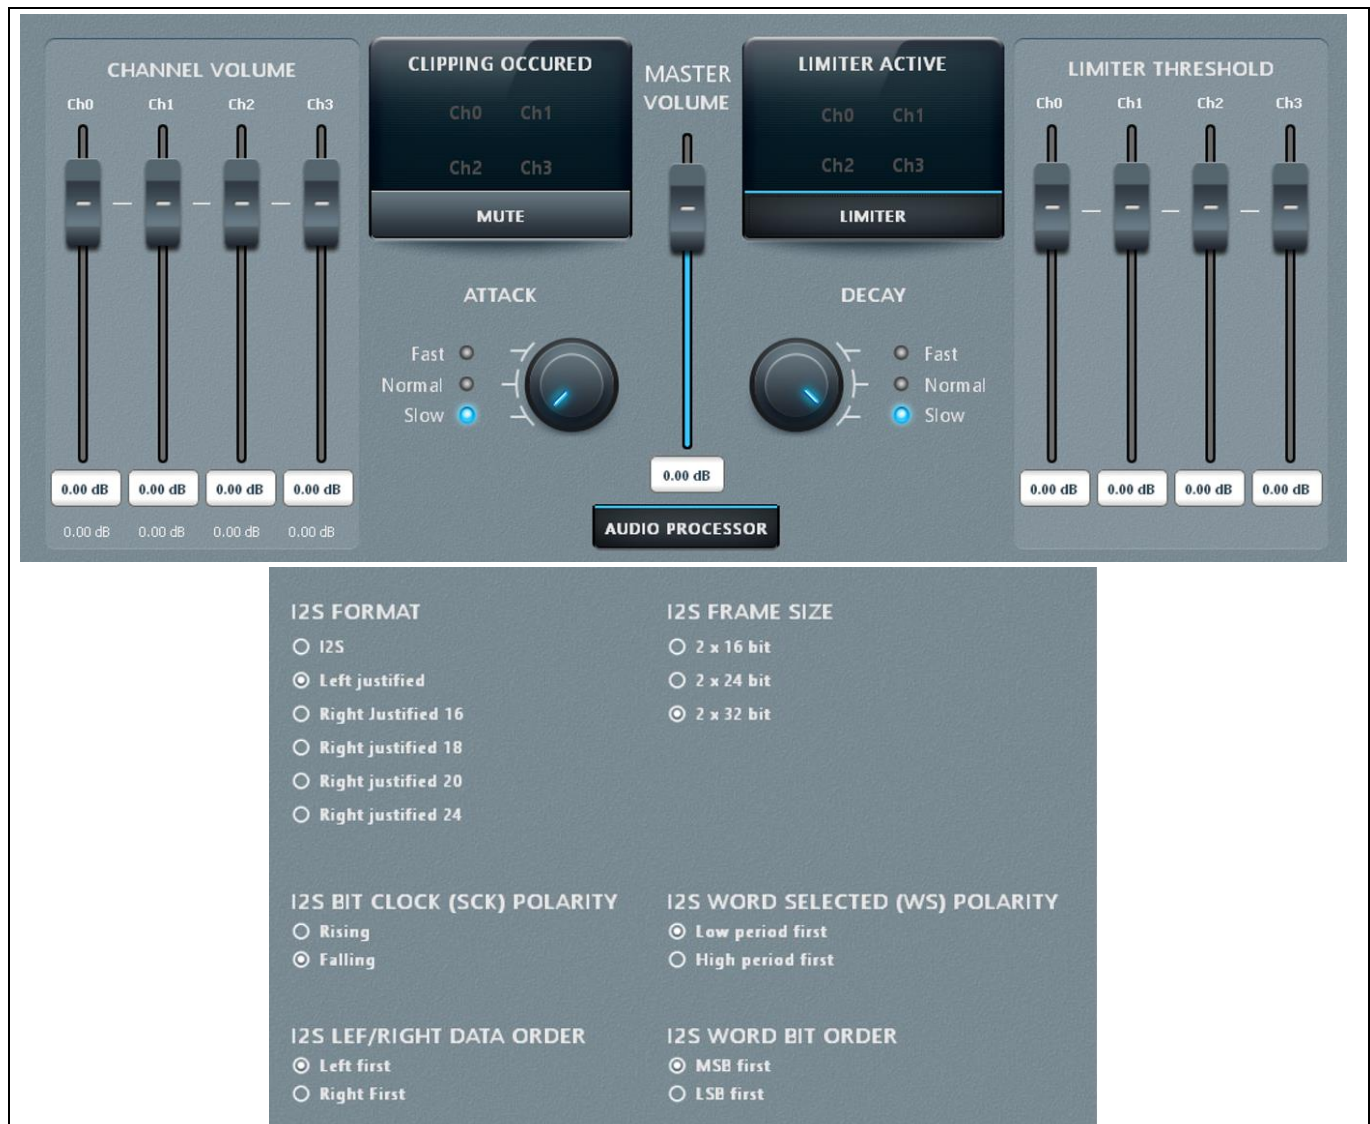 CHANNEL VOLUME
Ch0 Ch1 Ch2 Ch3
0.00 dB 0.00 dB 0.00 dB 0.00 dB
0.00 dB 0.00 dB 0.00 dB 0.00 dB
CLIPPING OCCURED
Ch0 Ch1
Ch2 Ch3
MUTE
ATTACK
Fast
Normal
Slow
MASTER
VOLUME
0.00 dB
AUDIO PROCESSOR
LIMITER ACTIVE
Ch0 Ch1
Ch2 Ch3
LIMITER
DECAY
Fast
Normal
Slow
LIMITER THRESHOLD
Ch0 Ch1 Ch2 Ch3
0.00 dB 0.00 dB 0.00 dB 0.00 dB
I2S FORMAT
I2S
Left justified
Right Justified 16
Right justified 18
Right justified 20
Right justified 24
I2S FRAME SIZE
2 x 16 bit
2 x 24 bit
2 x 32 bit
I2S BIT CLOCK (SCK) POLARITY
Rising
Falling
I2S WORD SELECTED (WS) POLARITY
Low period first
High period first
I2S LEF/RIGHT DATA ORDER
Left first
Right First
I2S WORD BIT ORDER
MSB first
LSB first